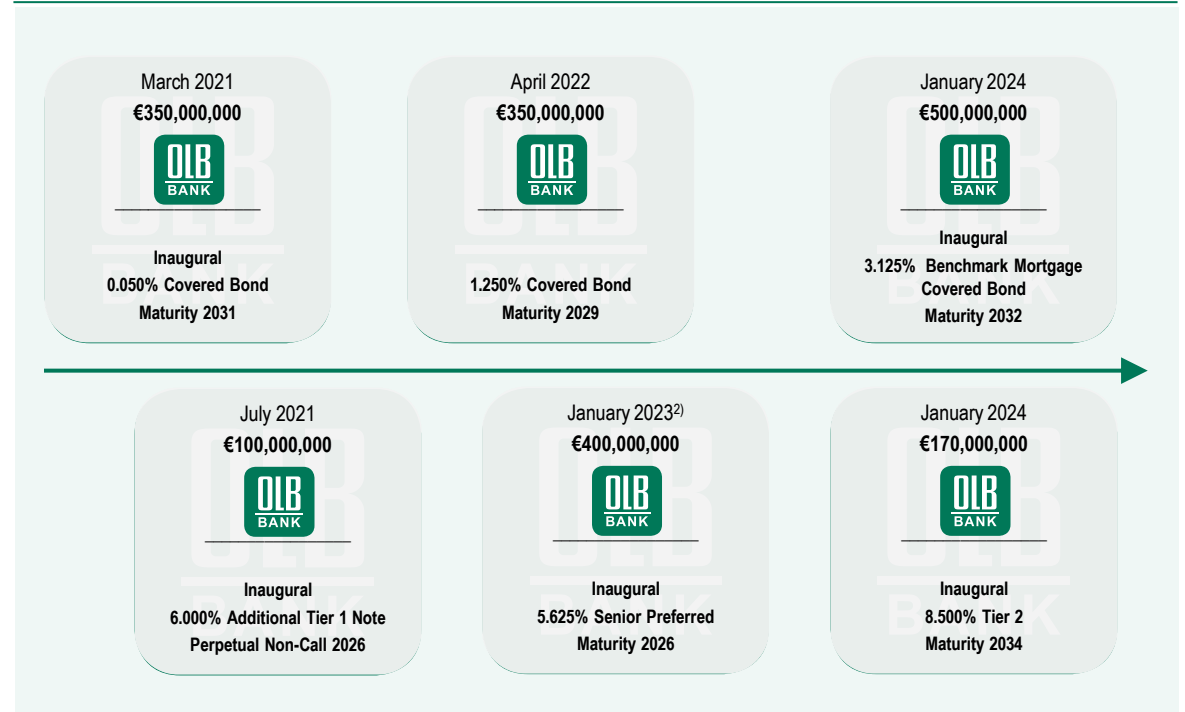 March 2021
€350,000,000
OLB
BANK
Inaugural
0.050% Covered Bond
Maturity 2031
April 2022
€350,000,000
OLB
BANK
1.250% Covered Bond
Maturity 2029
January 2024
€500,000,000
OLB
BANK
Inaugural
3.125% Benchmark Mortgage
Covered Bond
Maturity 2032
July 2021
€100,000,000
OLB
BANK
Inaugural
6.000% Additional Tier 1 Note
Perpetual Non-Call 2026
January 2023²⁾
€400,000,000
OLB
BANK
Inaugural
5.625% Senior Preferred
Maturity 2026
January 2024
€170,000,000
OLB
BANK
Inaugural
8.500% Tier 2
Maturity 2034